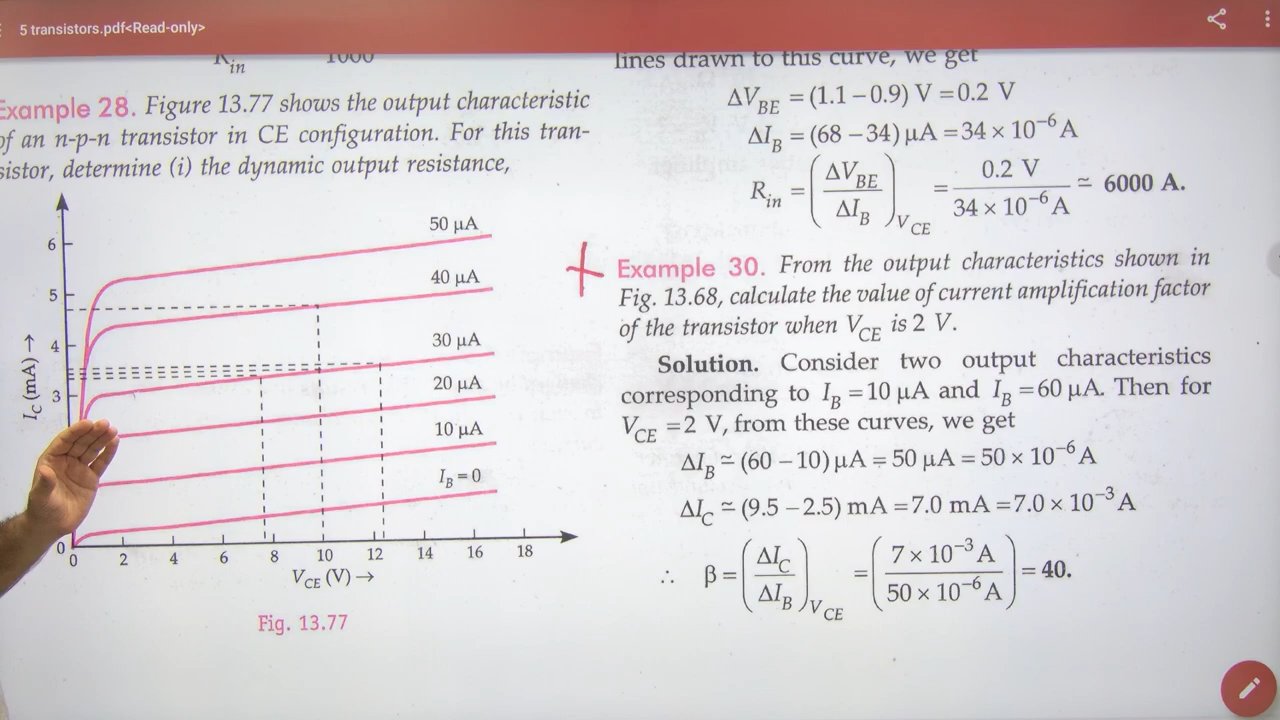 5 transistors.pdf<Read-only>
R_in 1000
Example 28. Figure 13.77 shows the output characteristic
of an n-p-n transistor in CE configuration. For this tran-
sistor, determine (i) the dynamic output resistance,
50 μA
6
40 μA
5
30 μA
4
20 μA
3
I_C (mA) →
10 μA
I_B = 0
0
0 2 4 6 8 10 12 14 16 18
V_CE (V) →
Fig. 13.77
lines drawn to this curve, we get
ΔV_BE = (1.1 – 0.9) V = 0.2 V
ΔI_B = (68 – 34) μA = 34 × 10^–6 A
R_in = (ΔV_BE / ΔI_B)_V_CE = 0.2 V / 34 × 10^–6 A ≃ 6000 A.
Example 30. From the output characteristics shown in
Fig. 13.68, calculate the value of current amplification factor
of the transistor when V_CE is 2 V.
Solution. Consider two output characteristics
corresponding to I_B = 10 μA and I_B = 60 μA. Then for
V_CE = 2 V, from these curves, we get
ΔI_B ≃ (60 – 10) μA = 50 μA = 50 × 10^–6 A
ΔI_C ≃ (9.5 – 2.5) mA = 7.0 mA = 7.0 × 10^–3 A
∴ β = (ΔI_C / ΔI_B)_V_CE = (7 × 10^–3 A / 50 × 10^–6 A) = 40.